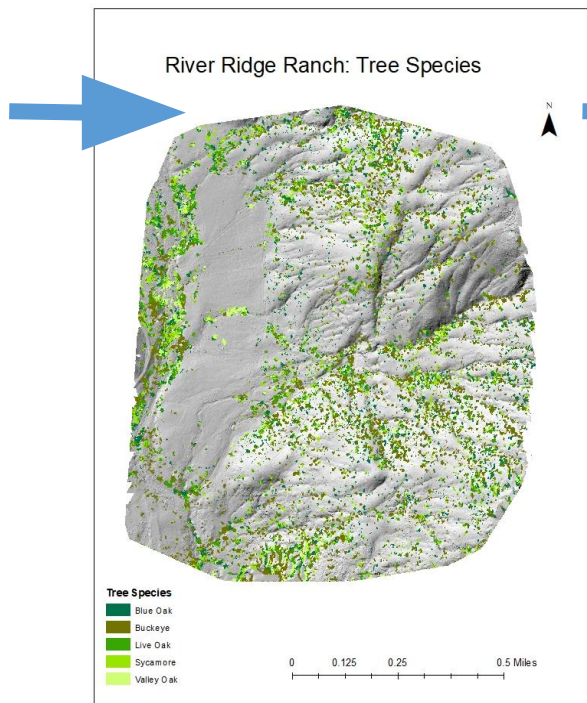 River Ridge Ranch: Tree Species
N
Tree Species
Blue Oak
Buckeye
Live Oak
Sycamore
Valley Oak
0 0.125 0.25 0.5 Miles